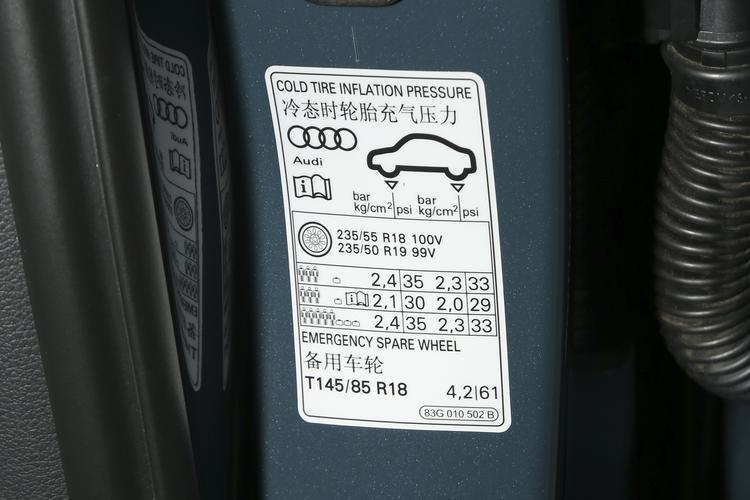 COLD TIRE INFLATION PRESSURE
冷态时轮胎充气压力
Audi
i
bar kg/cm² psi bar kg/cm² psi
235/55 R18 100V
235/50 R19 99V
2,4 35 2,3 33
i 2,1 30 2,0 29
2,4 35 2,3 33
EMERGENCY SPARE WHEEL
备用车轮
T145/85 R18 4,2 61
83G 010 502 B